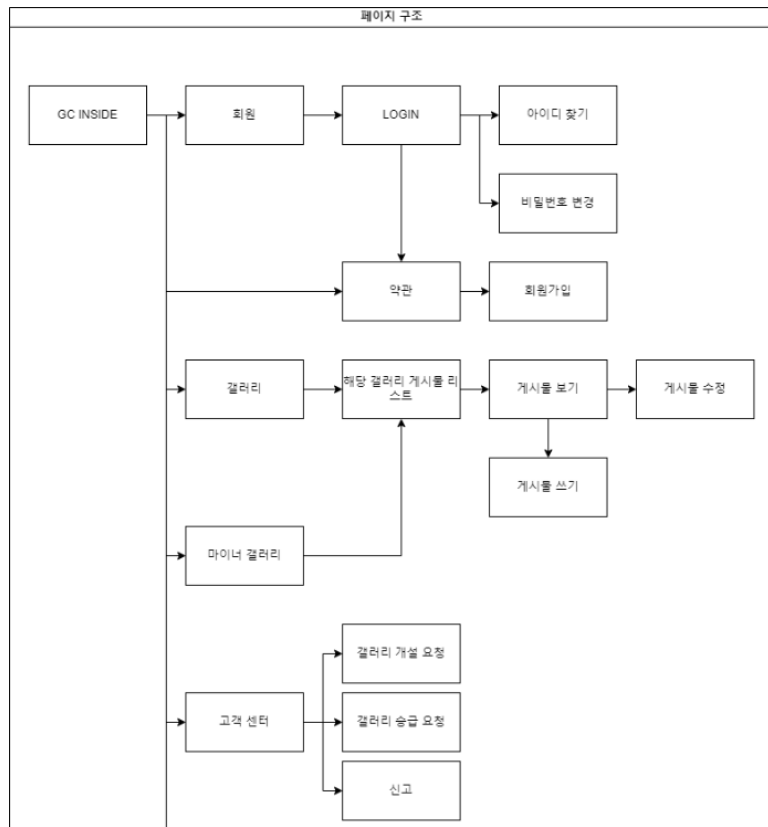 페이지 구조
GC INSIDE
회원
LOGIN
아이디 찾기
비밀번호 변경
약관
회원가입
갤러리
해당 갤러리 게시물 리
스트
게시물 보기
게시물 수정
게시물 쓰기
마이너 갤러리
갤러리 개설 요청
고객 센터
갤러리 승급 요청
신고